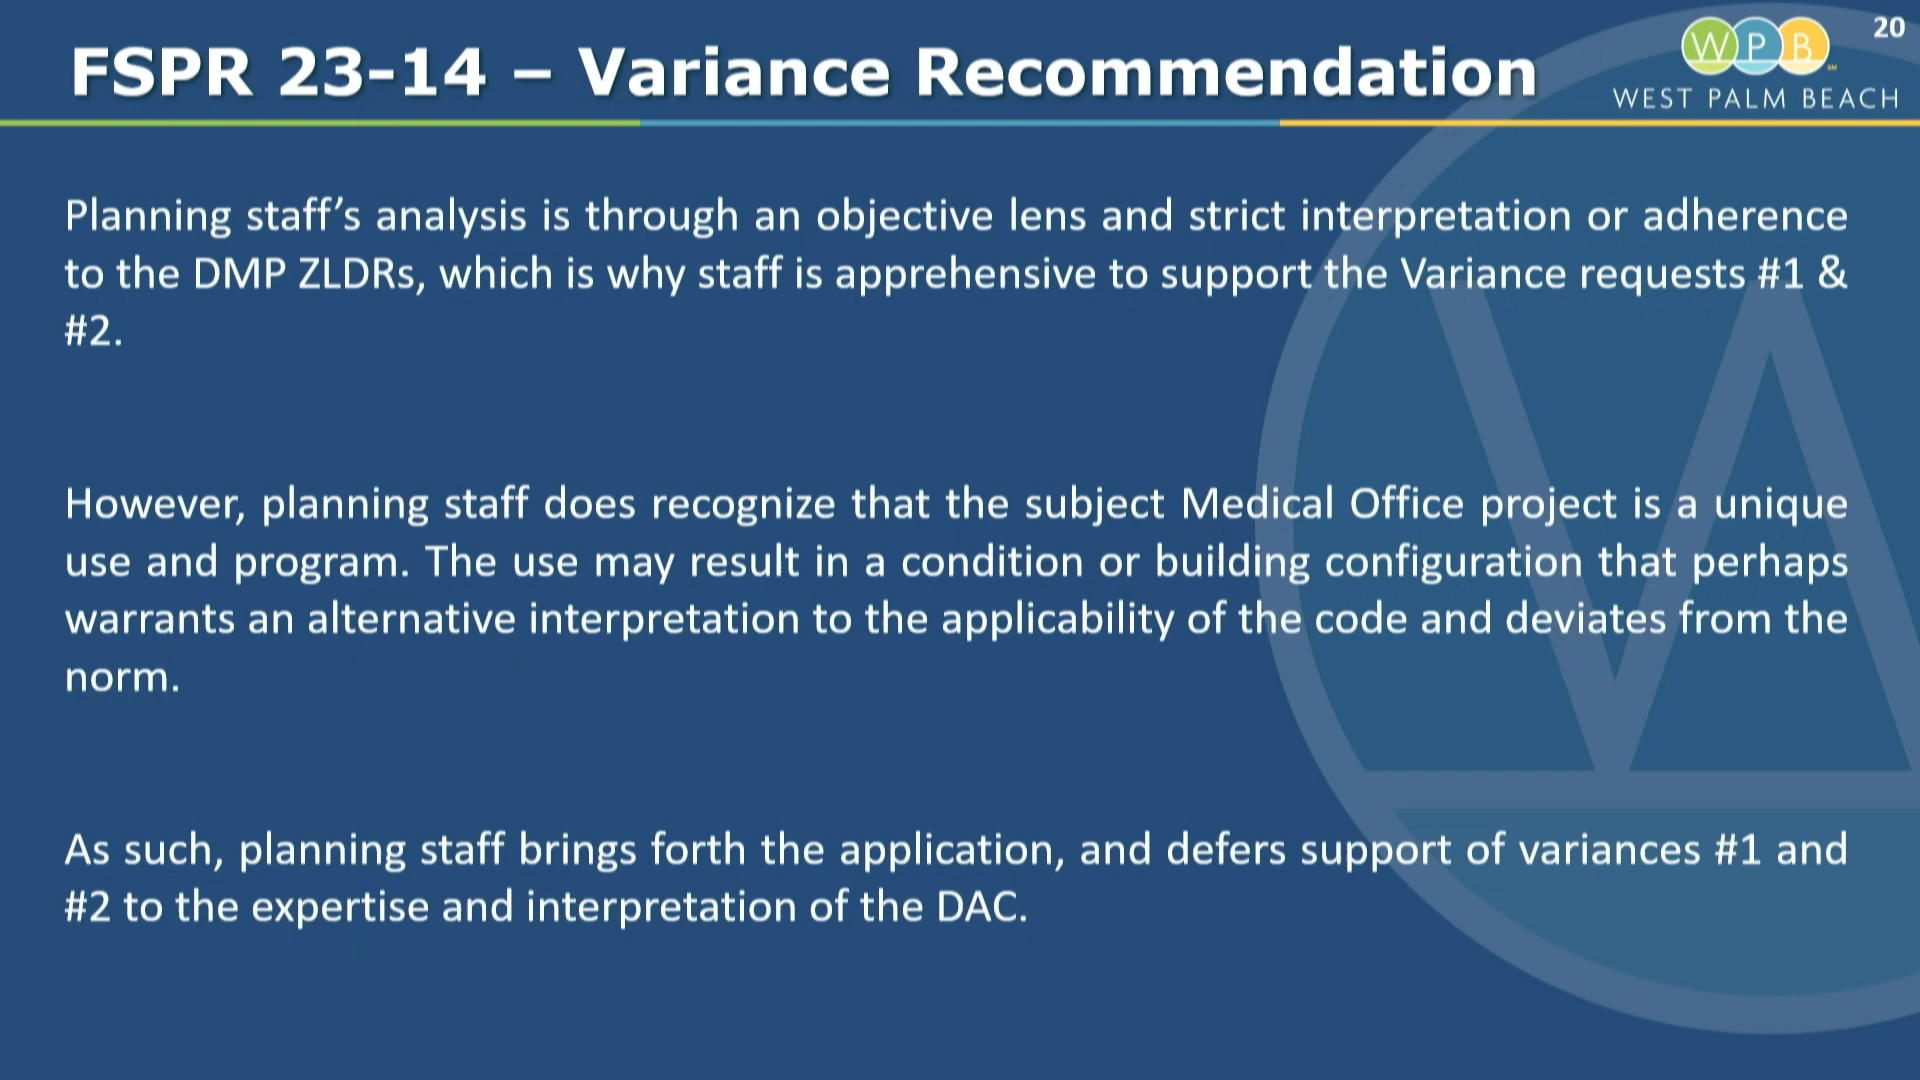 20
FSPR 23-14 – Variance Recommendation
WPB
SM
WEST PALM BEACH
Planning staff’s analysis is through an objective lens and strict interpretation or adherence
to the DMP ZLDRs, which is why staff is apprehensive to support the Variance requests #1 &
#2.
However, planning staff does recognize that the subject Medical Office project is a unique
use and program. The use may result in a condition or building configuration that perhaps
warrants an alternative interpretation to the applicability of the code and deviates from the
norm.
As such, planning staff brings forth the application, and defers support of variances #1 and
#2 to the expertise and interpretation of the DAC.